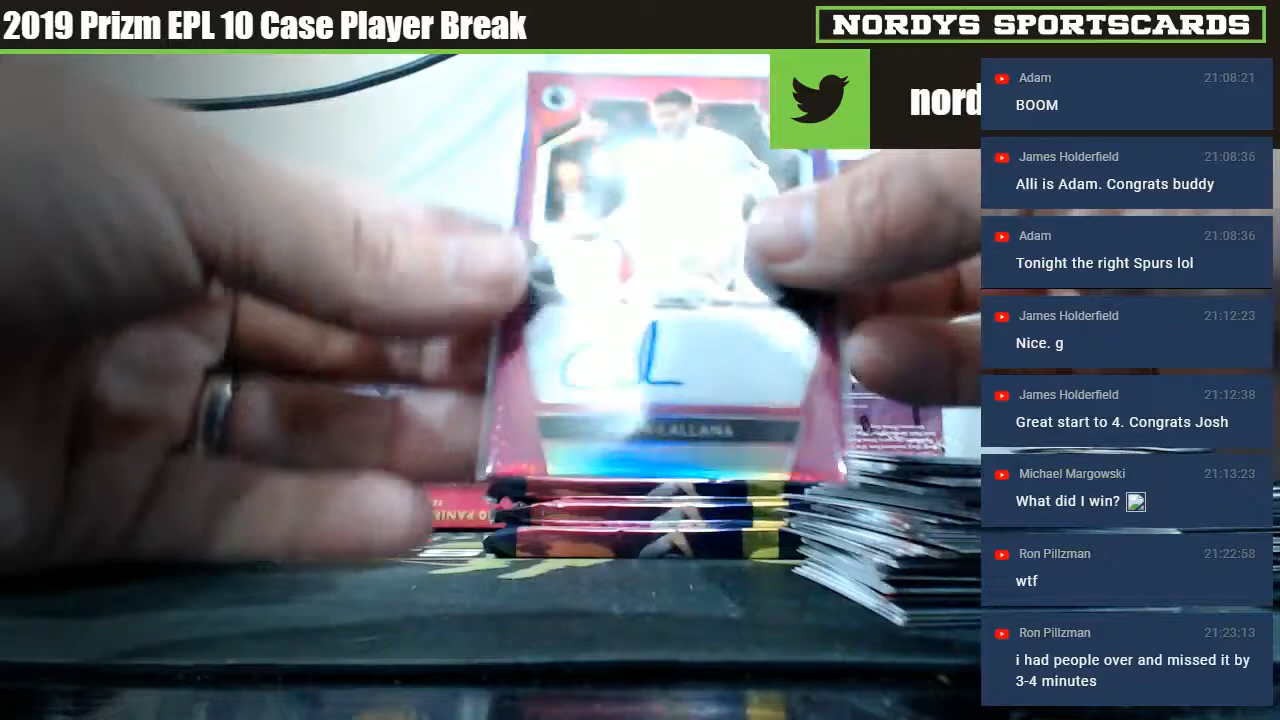 2019 Prizm EPL 10 Case Player Break
NORDYS SPORTSCARDS
nord
Adam 21:08:21
BOOM
James Holderfield 21:08:36
Alli is Adam. Congrats buddy
Adam 21:08:36
Tonight the right Spurs lol
James Holderfield 21:12:23
Nice. g
James Holderfield 21:12:38
Great start to 4. Congrats Josh
Michael Margowski 21:13:23
What did I win?
Ron Pillzman 21:22:58
wtf
Ron Pillzman 21:23:13
i had people over and missed it by
3-4 minutes